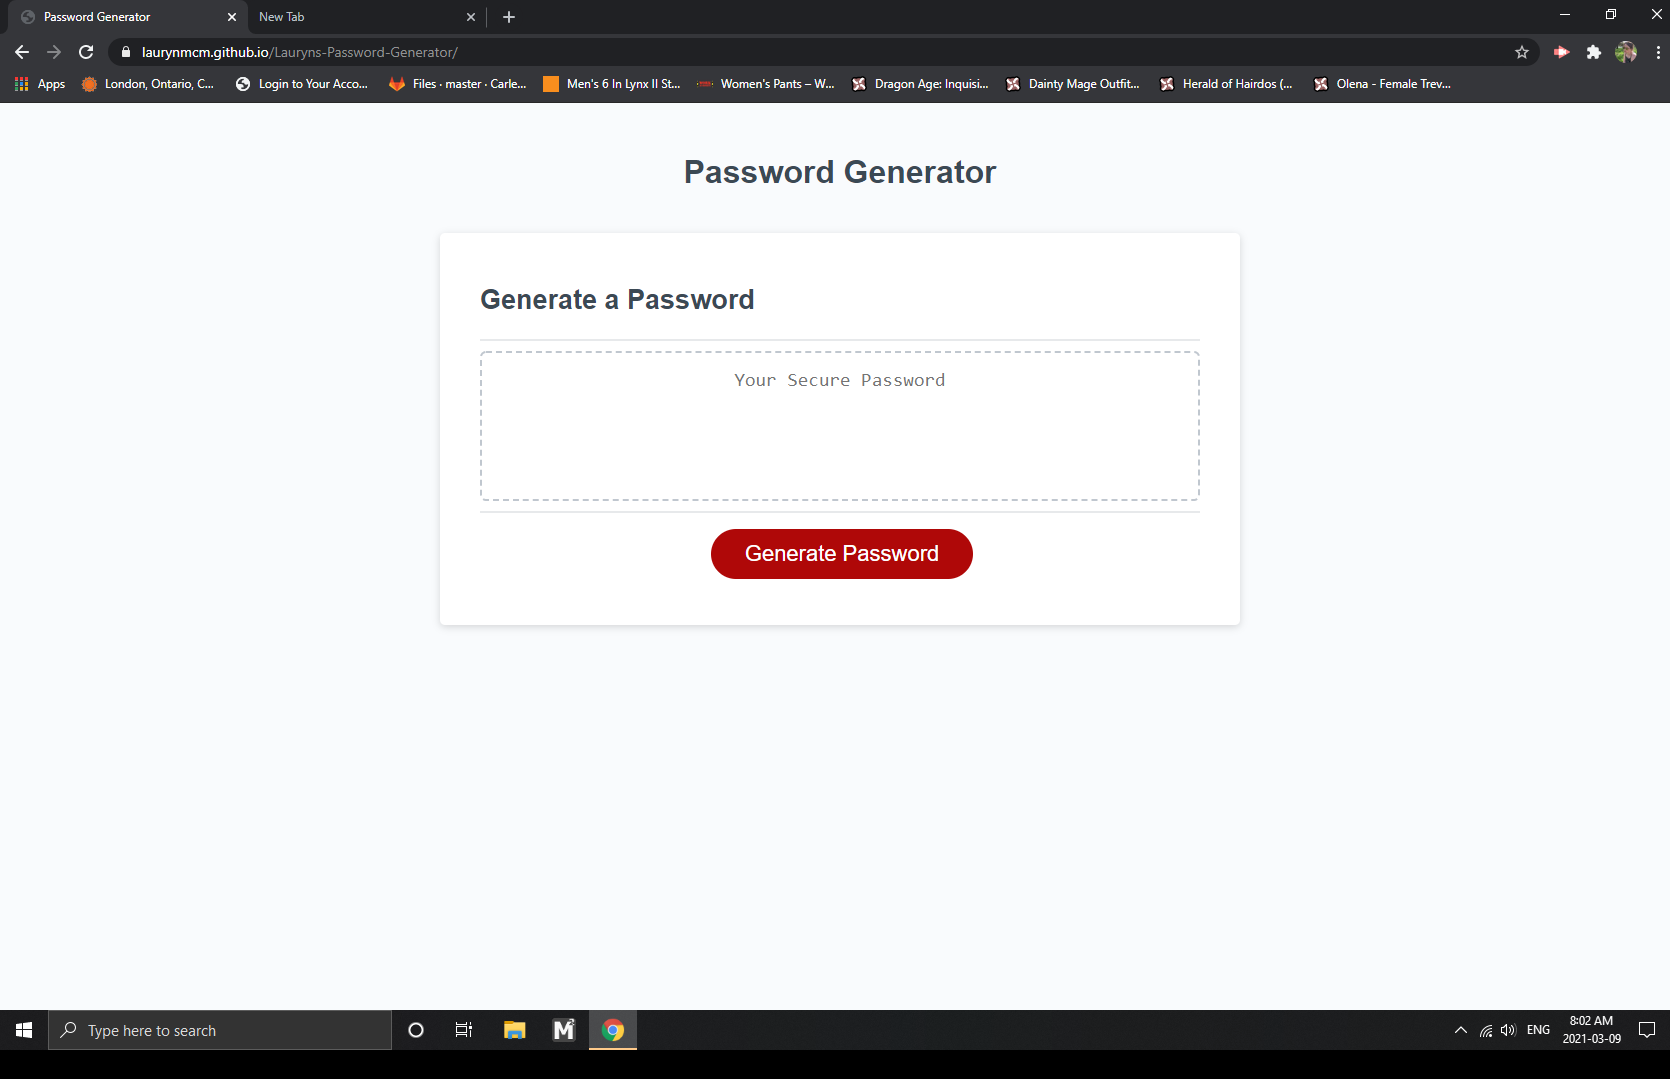 Password Generator
New Tab
laurynmcm.github.io/Lauryns-Password-Generator/
Apps
London, Ontario, C...
Login to Your Acco...
Files · master · Carle...
Men's 6 In Lynx II St...
Women's Pants – W...
Dragon Age: Inquisi...
Dainty Mage Outfit...
Herald of Hairdos (...
Olena - Female Trev...
Password Generator
Generate a Password
Your Secure Password
Generate Password
Type here to search
M
ENG
8:02 AM
2021-03-09